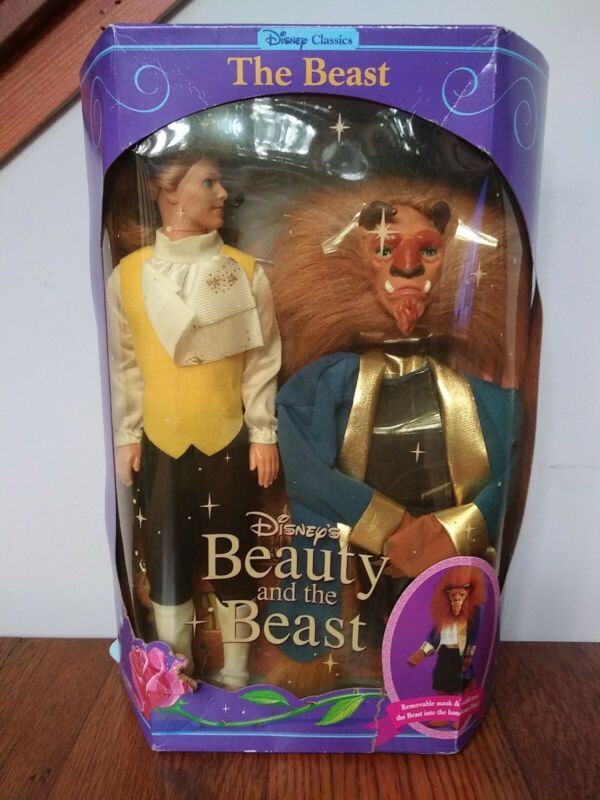 Disney Classics
The Beast
Disney's
Beauty
and the
Beast
Removable mask &
the Beast into the